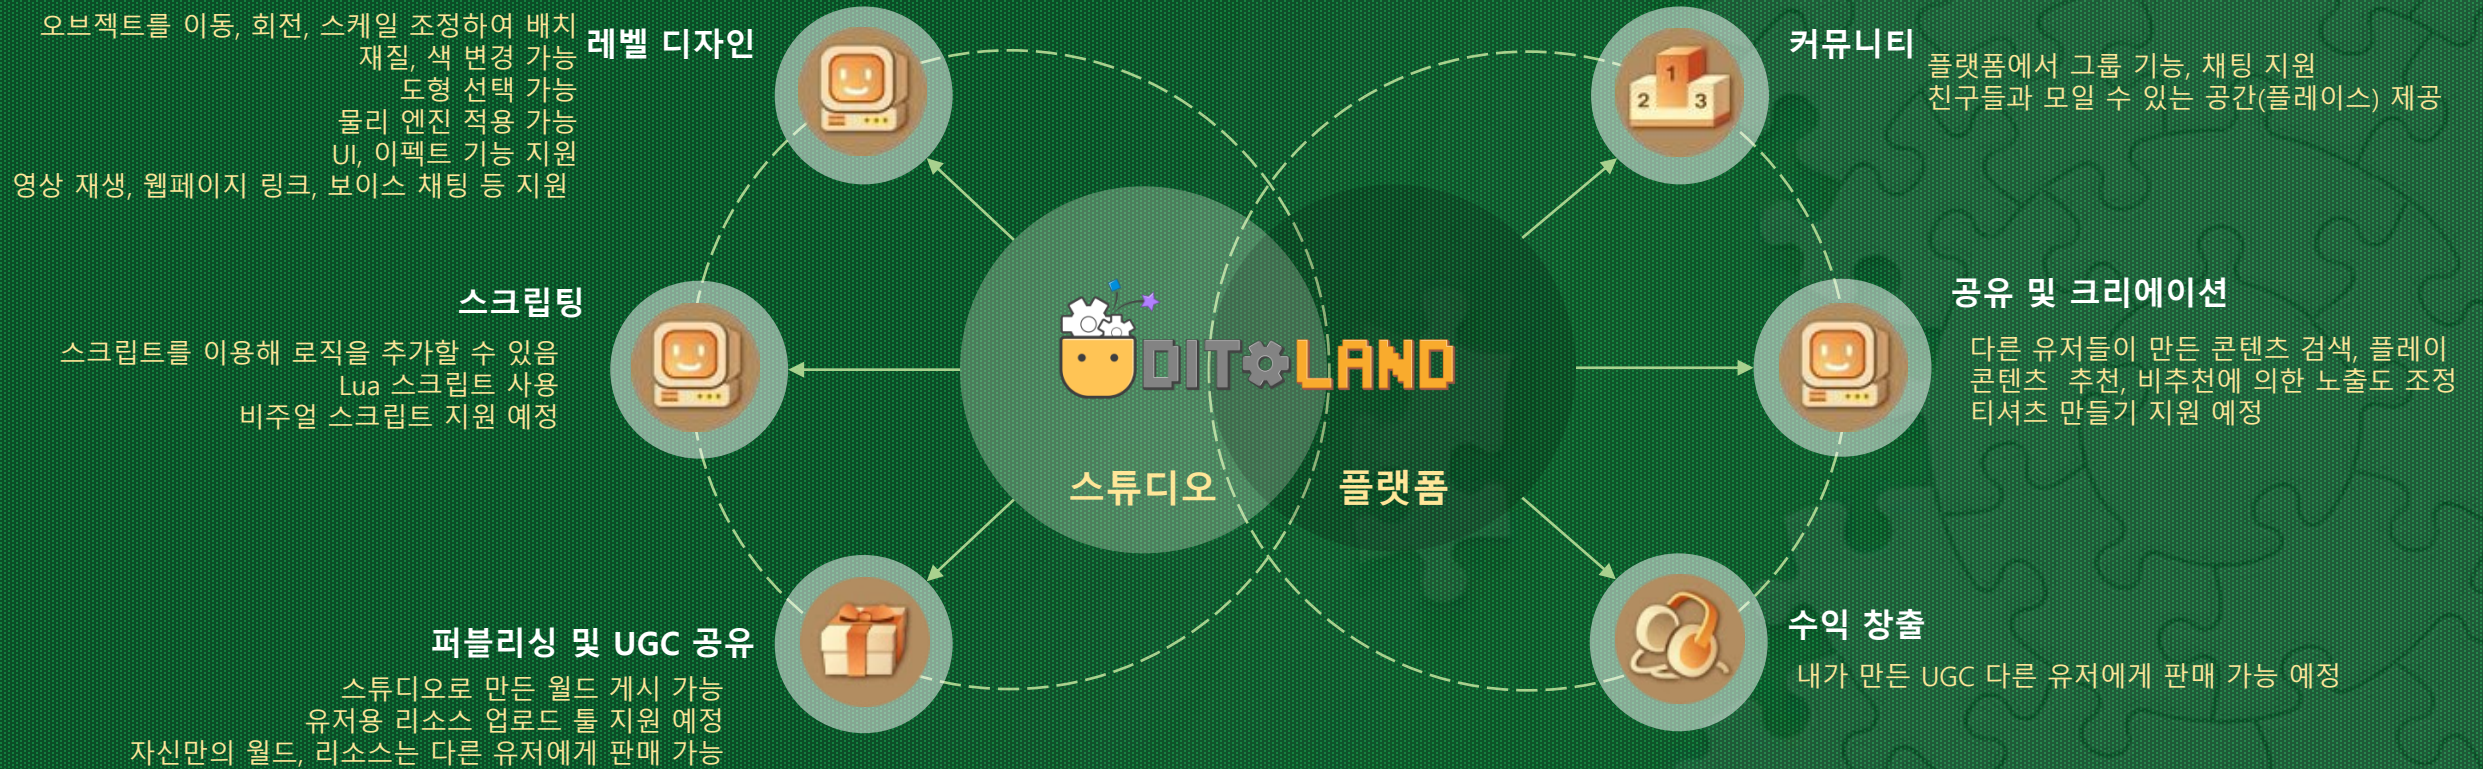 레벨 디자인
오브젝트를 이동, 회전, 스케일 조정하여 배치
재질, 색 변경 가능
도형 선택 가능
물리 엔진 적용 가능
UI, 이펙트 기능 지원
영상 재생, 웹페이지 링크, 보이스 채팅 등 지원
스크립팅
스크립트를 이용해 로직을 추가할 수 있음
Lua 스크립트 사용
비주얼 스크립트 지원 예정
퍼블리싱 및 UGC 공유
스튜디오로 만든 월드 게시 가능
유저용 리소스 업로드 툴 지원 예정
자신만의 월드, 리소스는 다른 유저에게 판매 가능
DITOLAND
스튜디오
플랫폼
1
2 3
커뮤니티
플랫폼에서 그룹 기능, 채팅 지원
친구들과 모일 수 있는 공간(플레이스) 제공
공유 및 크리에이션
다른 유저들이 만든 콘텐츠 검색, 플레이
콘텐츠 추천, 비추천에 의한 노출도 조정
티셔츠 만들기 지원 예정
수익 창출
내가 만든 UGC 다른 유저에게 판매 가능 예정